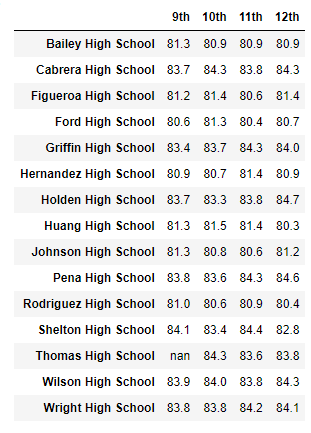 9th 10th 11th 12th
Bailey High School 81.3 80.9 80.9 80.9
Cabrera High School 83.7 84.3 83.8 84.3
Figueroa High School 81.2 81.4 80.6 81.4
Ford High School 80.6 81.3 80.4 80.7
Griffin High School 83.4 83.7 84.3 84.0
Hernandez High School 80.9 80.7 81.4 80.9
Holden High School 83.7 83.3 83.8 84.7
Huang High School 81.3 81.5 81.4 80.3
Johnson High School 81.3 80.8 80.6 81.2
Pena High School 83.8 83.6 84.3 84.6
Rodriguez High School 81.0 80.6 80.9 80.4
Shelton High School 84.1 83.4 84.4 82.8
Thomas High School nan 84.3 83.6 83.8
Wilson High School 83.9 84.0 83.8 84.3
Wright High School 83.8 83.8 84.2 84.1